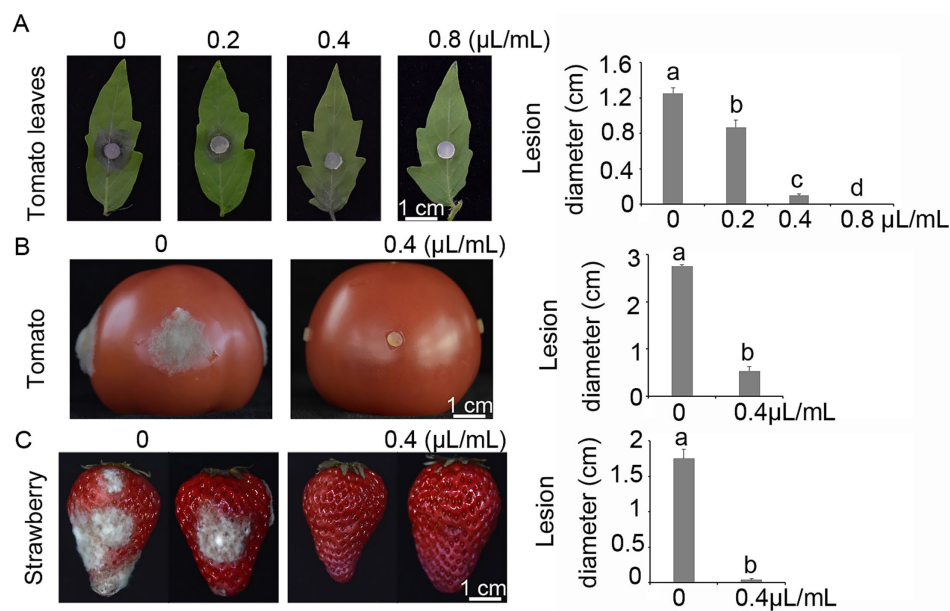 A
0 0.2 0.4 0.8 (μL/mL)
Tomato leaves
1 cm
Lesion
diameter (cm)
1.6
1.2
0.8
0.4
0
a
b
c
d
0 0.2 0.4 0.8 μL/mL
B
0 0.4 (μL/mL)
Tomato
1 cm
Lesion
diameter (cm)
3
2
1
0
a
b
0 0.4μL/mL
C
0 0.4 (μL/mL)
Strawberry
1 cm
Lesion
diameter (cm)
2
1.5
1
0.5
0
a
b
0 0.4μL/mL